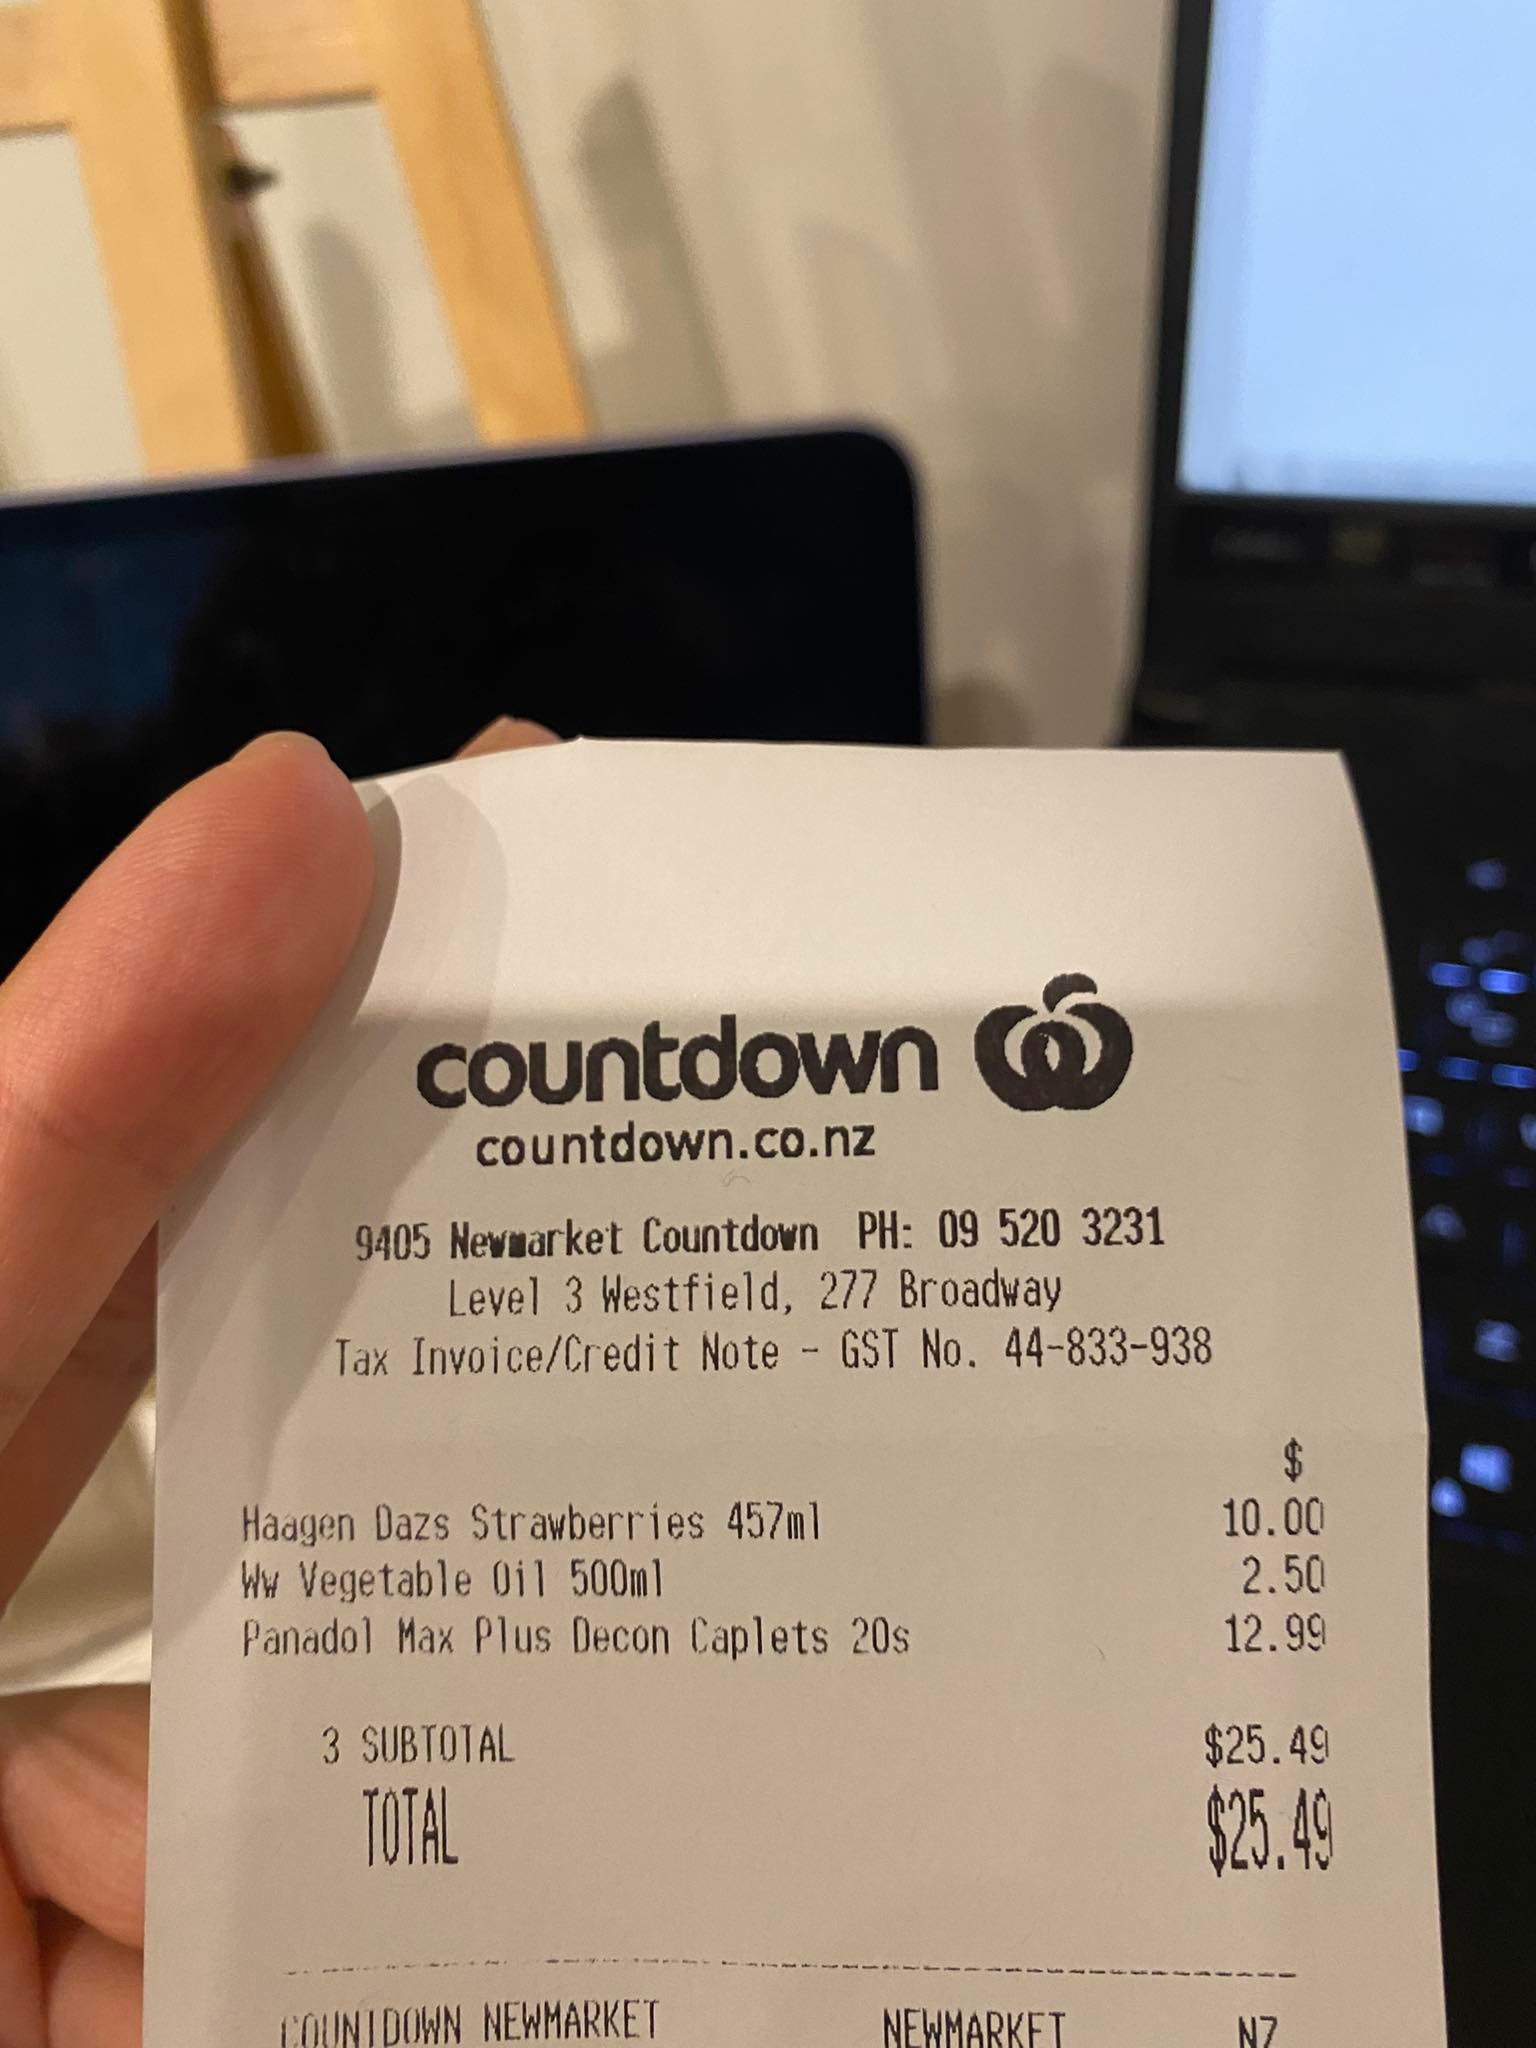 countdown
countdown.co.nz
9405 Newmarket Countdown PH: 09 520 3231
Level 3 Westfield, 277 Broadway
Tax Invoice/Credit Note - GST No. 44-833-938
$
Haagen Dazs Strawberries 457ml 10.00
Ww Vegetable Oil 500ml 2.50
Panadol Max Plus Decon Caplets 20s 12.99
3 SUBTOTAL $25.49
TOTAL $25.49
COUNTDOWN NEWMARKET NEWMARKET NZ